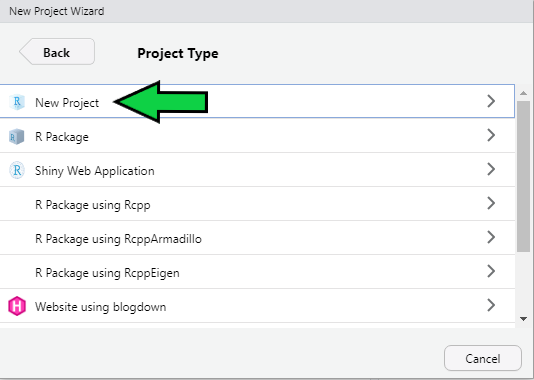 New Project Wizard
Back
Project Type
R New Project
R R Package
R Shiny Web Application
R Package using Rcpp
R Package using RcppArmadillo
R Package using RcppEigen
H Website using blogdown
Cancel